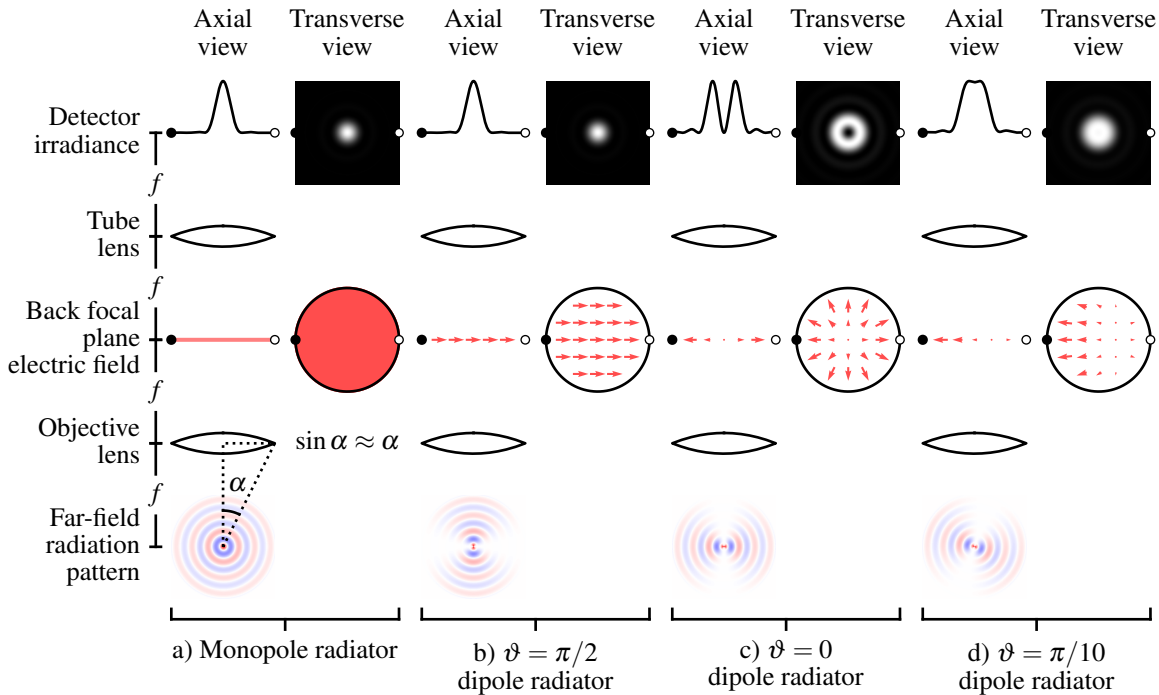 Axial view
Transverse view
Axial view
Transverse view
Axial view
Transverse view
Axial view
Transverse view
Detector
irradiance
f
Tube
lens
f
Back focal
plane
electric field
f
Objective
lens
sin α ≈ α
α
f
Far-field
radiation
pattern
a) Monopole radiator
b) ϑ = π/2
dipole radiator
c) ϑ = 0
dipole radiator
d) ϑ = π/10
dipole radiator